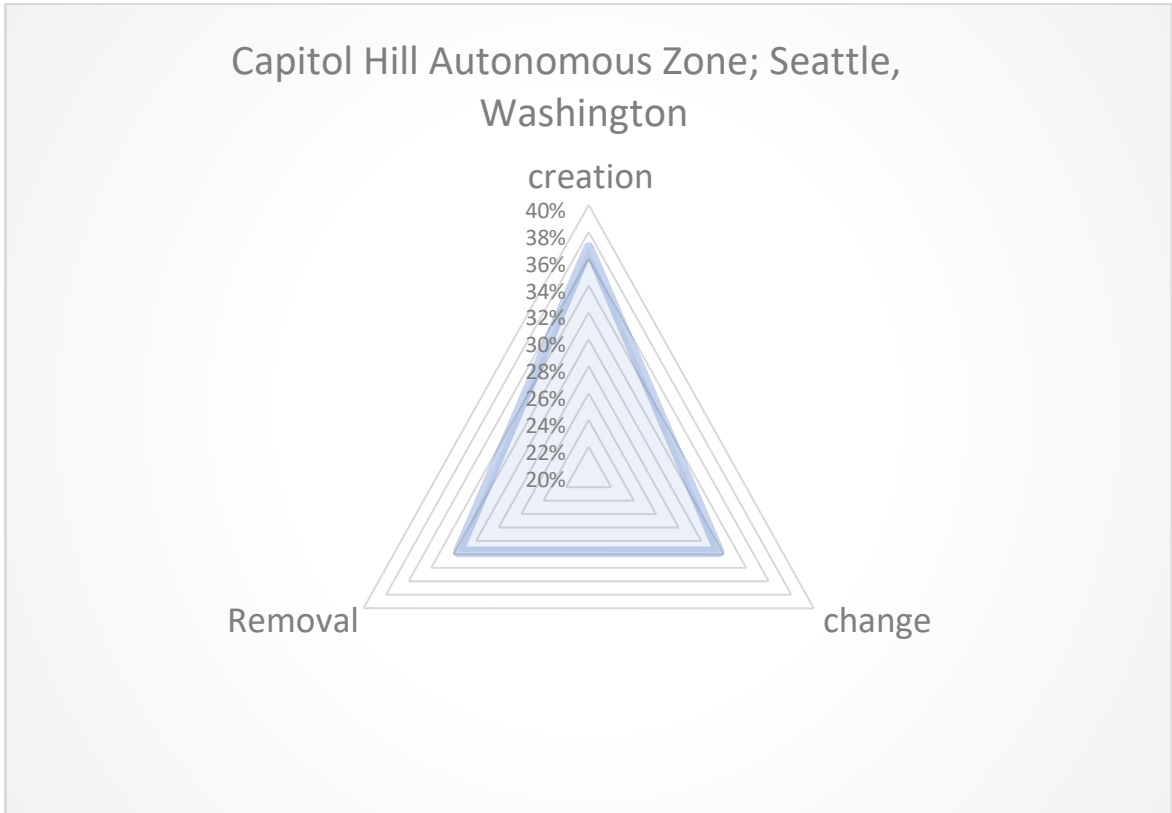 Capitol Hill Autonomous Zone; Seattle,
Washington
creation
40%
38%
36%
34%
32%
30%
28%
26%
24%
22%
20%
Removal
change